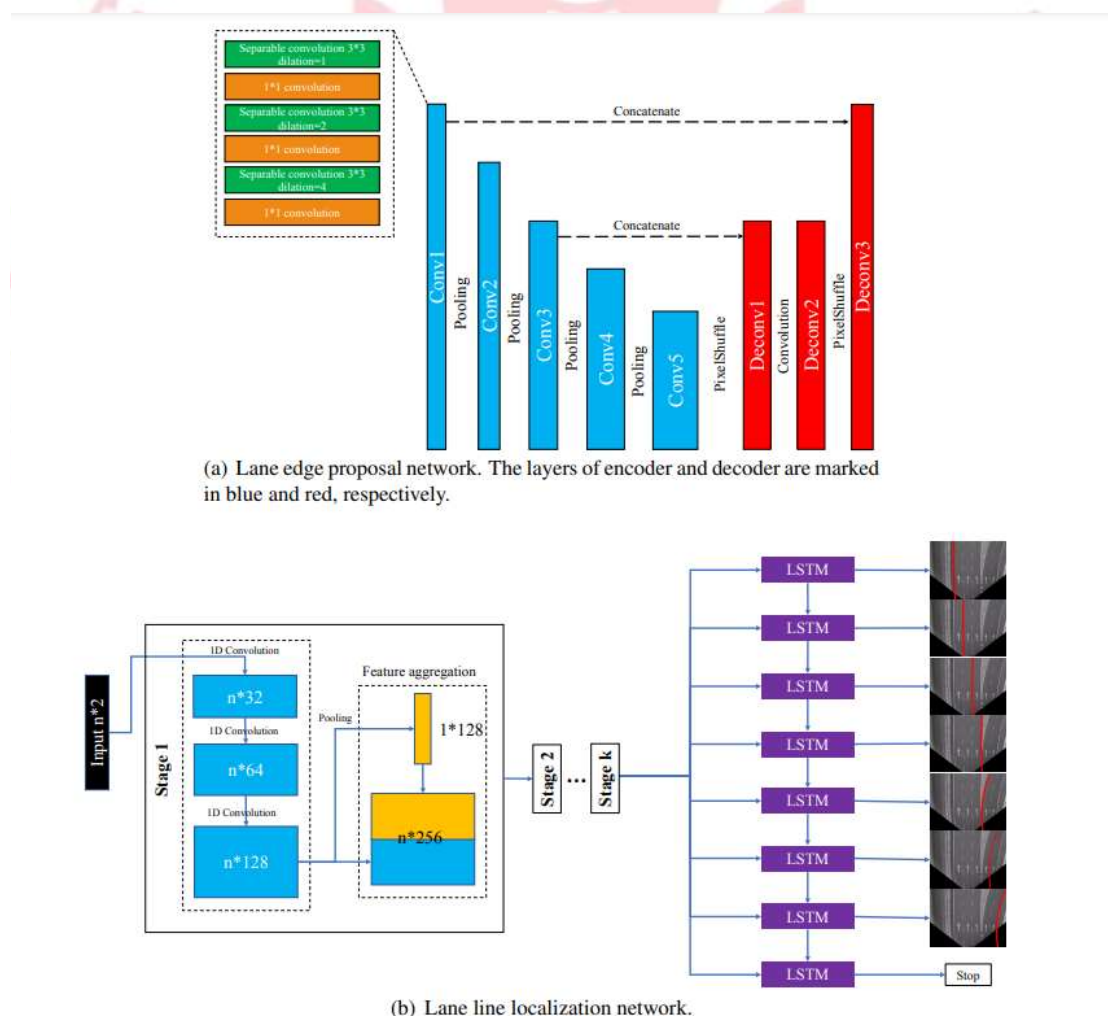 Separable convolution 3*3
dilation=1
1*1 convolution
Separable convolution 3*3
dilation=2
1*1 convolution
Separable convolution 3*3
dilation=4
1*1 convolution
Concatenate
Concatenate
Conv1
Pooling
Conv2
Pooling
Conv3
Pooling
Conv4
Pooling
Conv5
PixelShuffle
Deconv1
Convolution
Deconv2
PixelShuffle
Deconv3
(a) Lane edge proposal network. The layers of encoder and decoder are marked
in blue and red, respectively.
Input n*2
Stage 1
1D Convolution
n*32
1D Convolution
n*64
1D Convolution
n*128
Pooling
Feature aggregation
1*128
n*256
Stage 2
...
Stage k
LSTM
LSTM
LSTM
LSTM
LSTM
LSTM
LSTM
LSTM
Stop
(b) Lane line localization network.